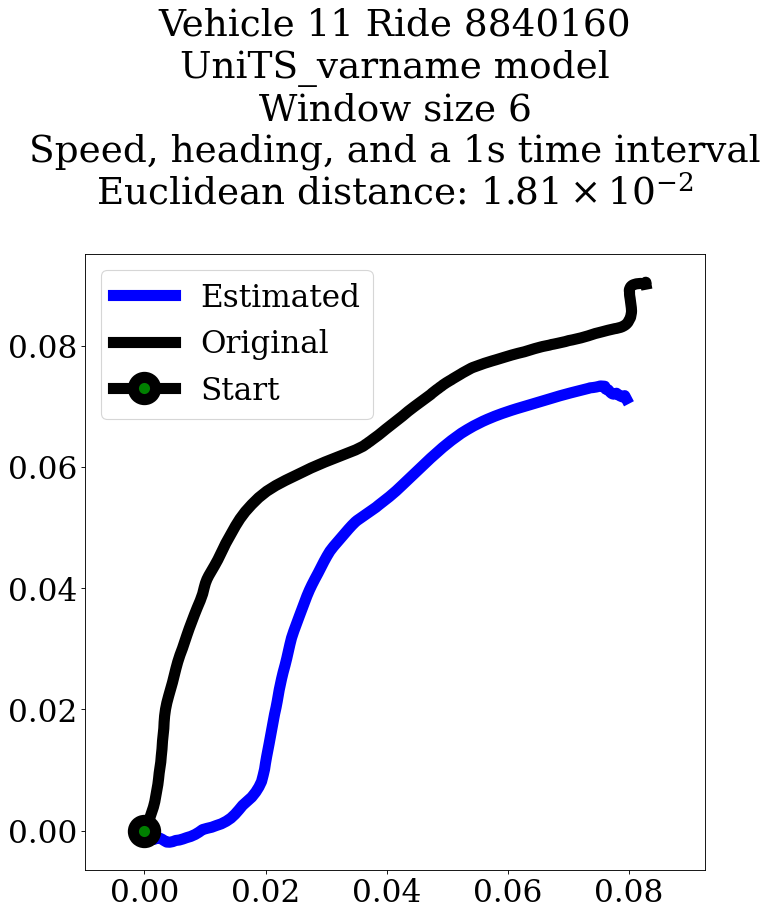 Vehicle 11 Ride 8840160
UniTS_varname model
Window size 6
Speed, heading, and a 1s time interval
Euclidean distance: 1.81 × 10⁻²
Estimated
Original
Start
0.08
0.06
0.04
0.02
0.00
0.00 0.02 0.04 0.06 0.08